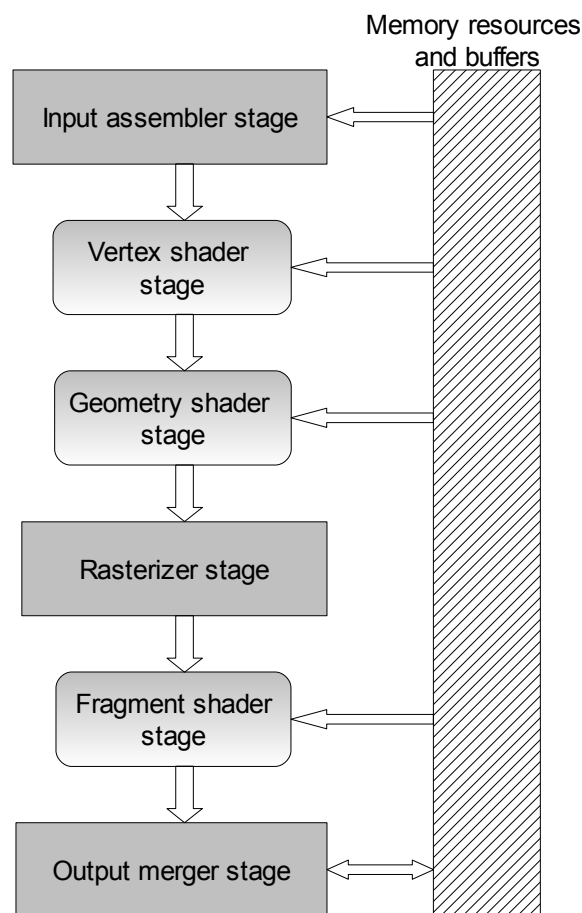 Memory resources
and buffers
Input assembler stage
Vertex shader
stage
Geometry shader
stage
Rasterizer stage
Fragment shader
stage
Output merger stage